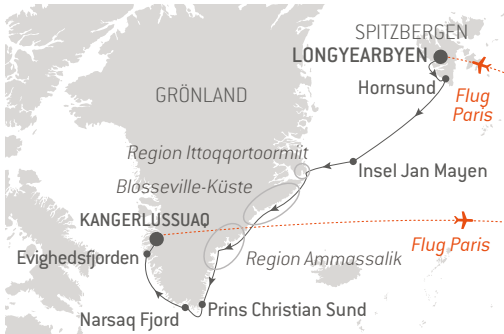 SPITZBERGEN
LONGYEARBYEN
Hornsund
Flug
Paris
GRÖNLAND
Region Ittoqqortoormiit
Insel Jan Mayen
Blosseville-Küste
KANGERLUSSUAQ
Flug Paris
Evighedsfjorden
Region Ammassalik
Prins Christian Sund
Narsaq Fjord